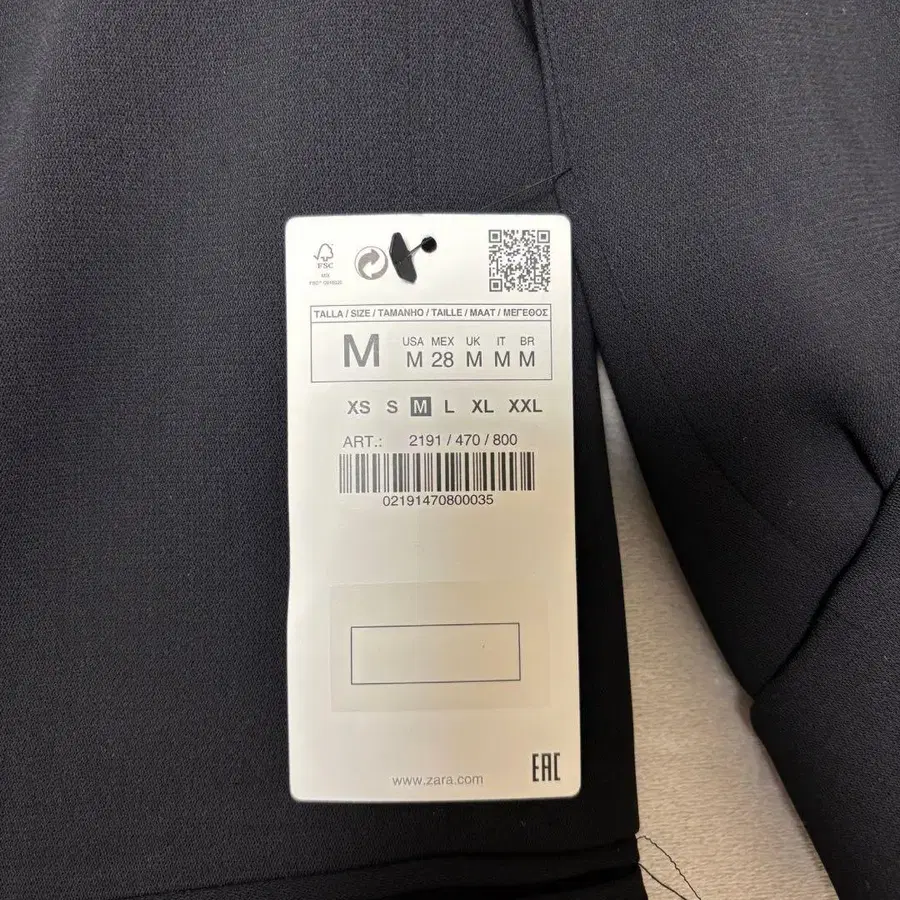 FSC
MIX
TALLA / SIZE / TAMANHO / TAILLE / MAAT / ΜΕΓΕΘΟΣ
M
USA MEX UK IT BR
M 28 M M M
XS S M L XL XXL
ART.: 2191 / 470 / 800
02191470800035
www.zara.com
EAC